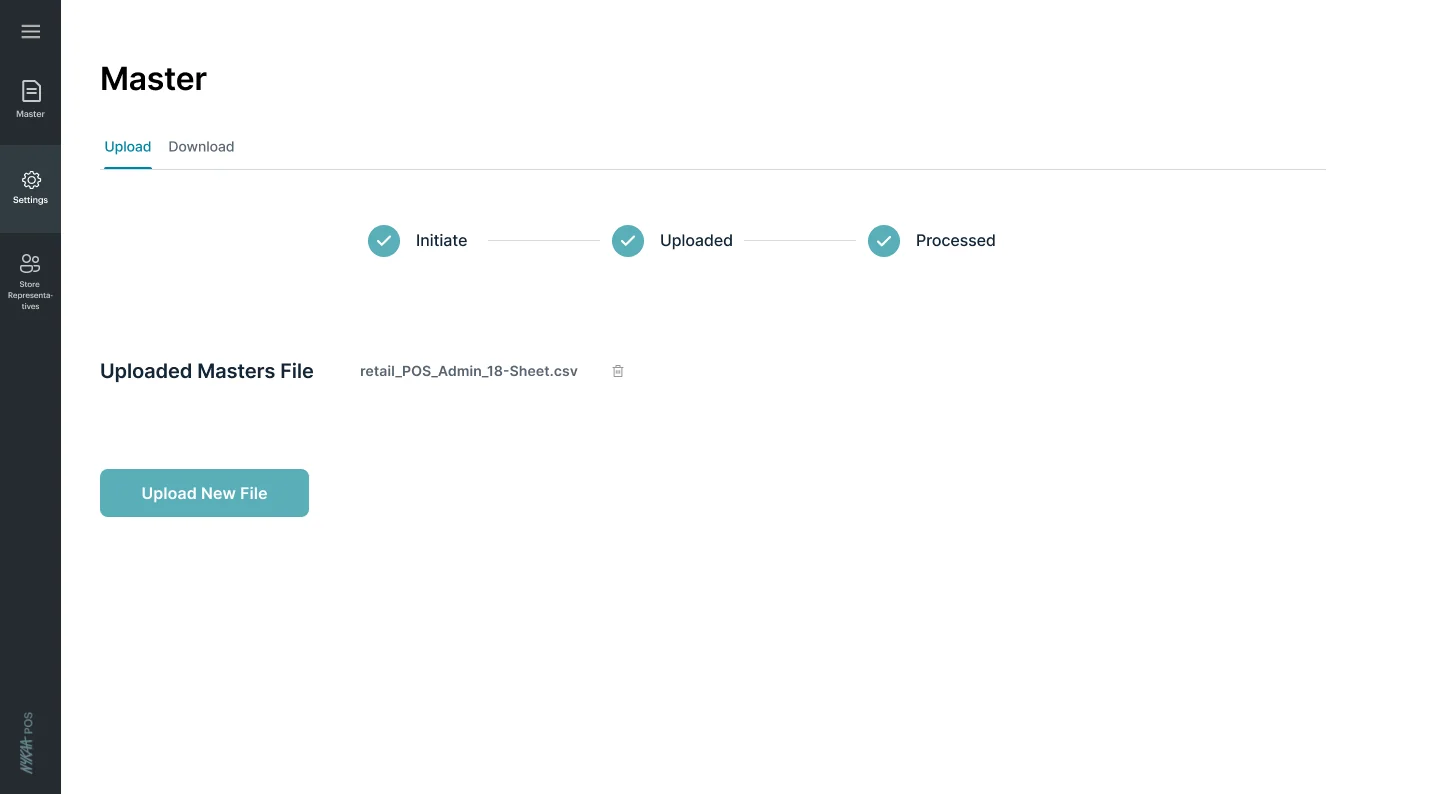 Master
Settings
Store
Representa-
tives
NYKAA POS
Master
Upload Download
Initiate Uploaded Processed
Uploaded Masters File retail_POS_Admin_18-Sheet.csv
Upload New File